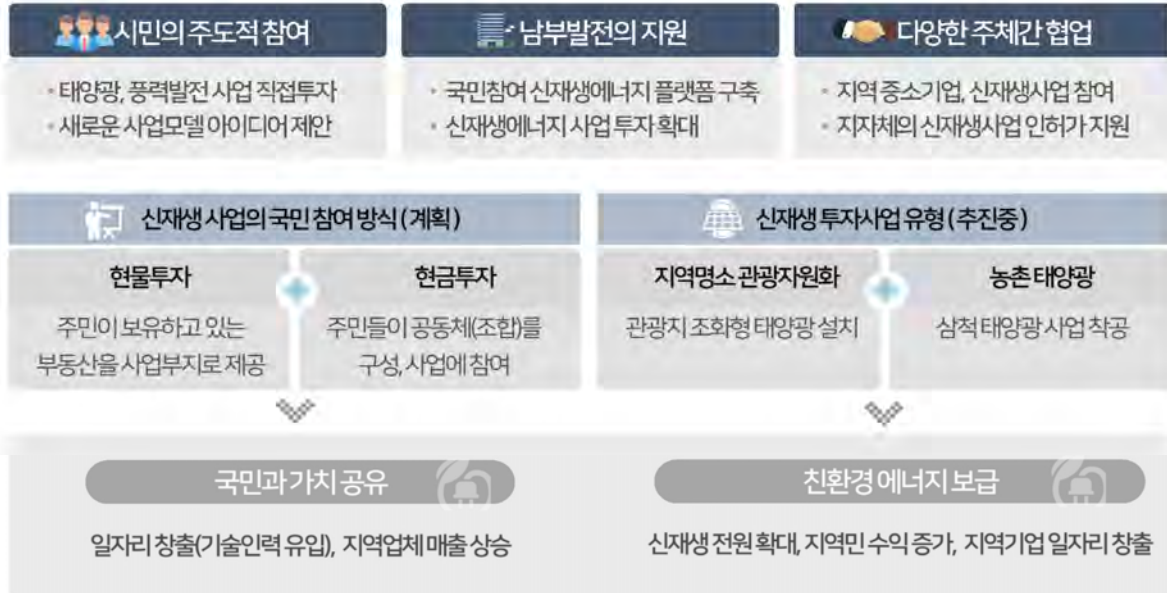 시민의 주도적 참여
· 태양광, 풍력발전 사업 직접투자
· 새로운 사업모델 아이디어 제안
남부발전의 지원
· 국민참여 신재생에너지 플랫폼 구축
· 신재생에너지 사업 투자 확대
다양한 주체간 협업
· 지역 중소기업, 신재생사업 참여
· 지자체의 신재생사업 인허가 지원
신재생 사업의 국민 참여 방식 ( 계획 )
현물투자
주민이 보유하고 있는
부동산을 사업부지로 제공
현금투자
주민들이 공동체(조합)를
구성, 사업에 참여
신재생 투자사업 유형 ( 추진중 )
지역명소 관광자원화
관광지 조화형 태양광 설치
농촌 태양광
삼척 태양광 사업 착공
국민과 가치 공유
일자리 창출(기술인력 유입), 지역업체 매출 상승
친환경 에너지 보급
신재생 전원 확대, 지역민 수익 증가, 지역기업 일자리 창출